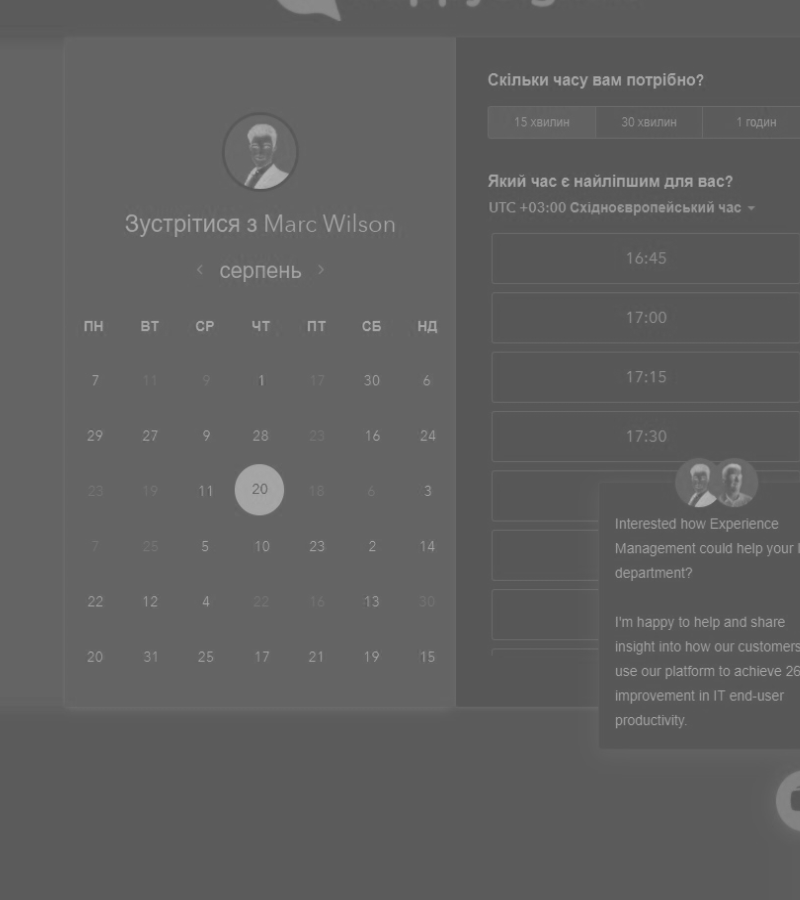 Скільки часу вам потрібно?
15 хвилин 30 хвилин 1 годин
Який час є найліпшим для вас?
UTC +03:00 Східноєвропейський час
16:45
17:00
17:15
17:30
Зустрітися з Marc Wilson
серпень
ПН ВТ СР ЧТ ПТ СБ НД
7 11 9 1 17 30 6
29 27 9 28 23 16 24
23 19 11 20 18 6 3
7 25 5 10 23 2 14
22 12 4 22 16 13 30
20 31 25 17 21 19 15
Interested how Experience
Management could help your
department?
I'm happy to help and share
insight into how our customers
use our platform to achieve 26
improvement in IT end-user
productivity.